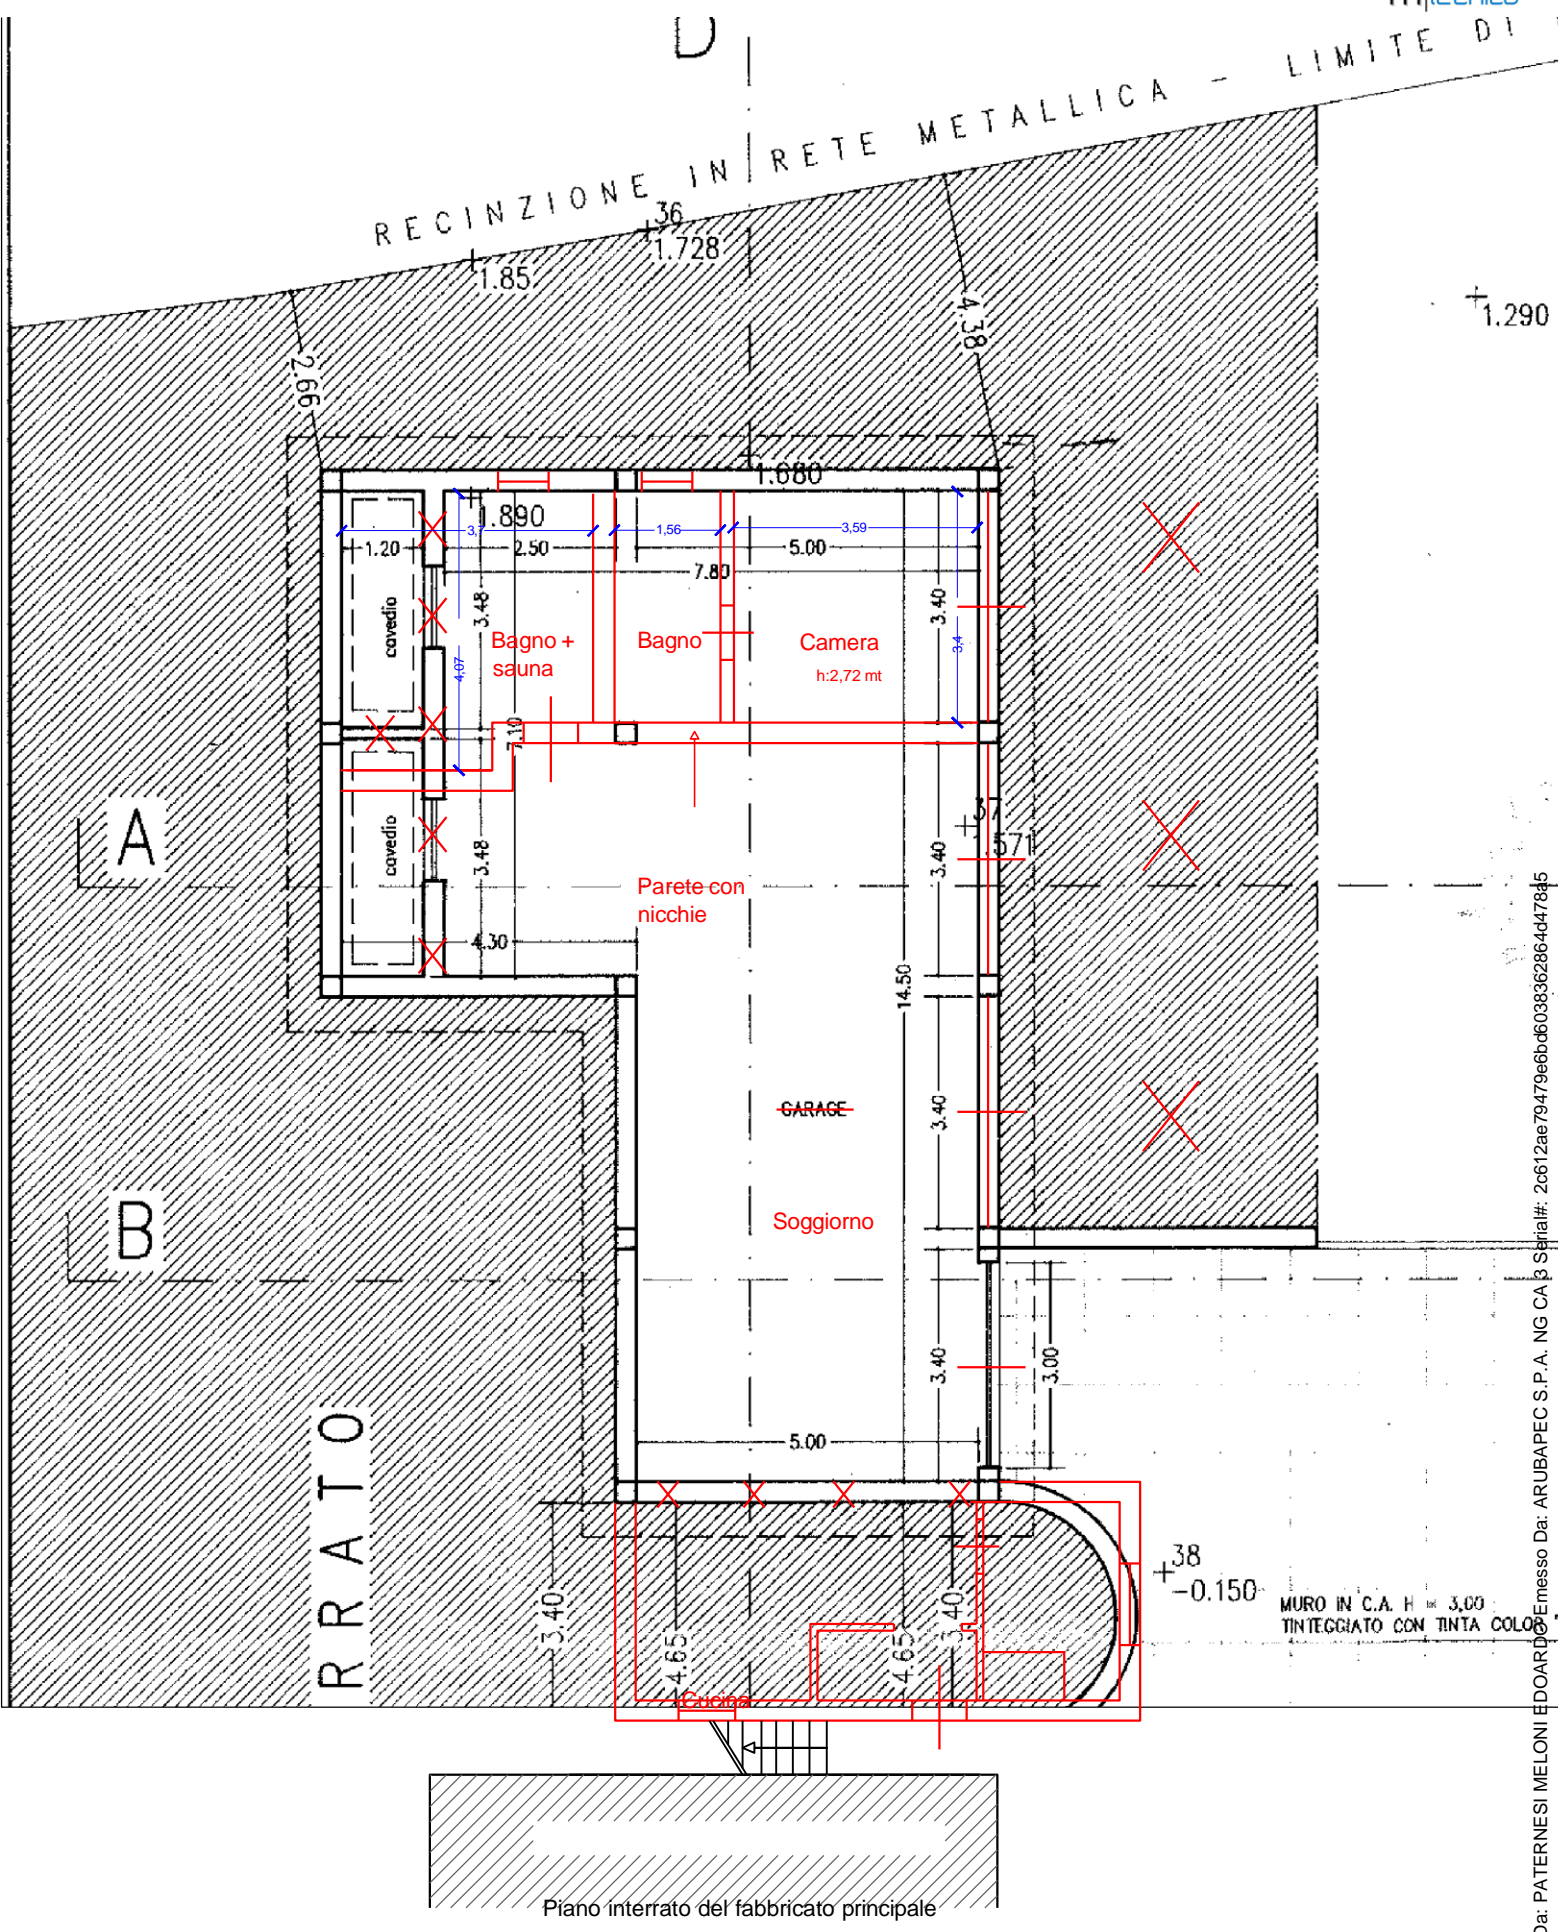 D
RECINZIONE IN RETE METALLICA - LIMITE DI
36
1.728
1.85
1.290
4.38
2.66
1.680
1.890
3,7
1,56
3,59
1.20
2.50
5.00
7.80
cavedio
3.48
3.40
4,07
3,4
Bagno +
sauna
Bagno
Camera
h:2,72 mt
7.10
A
37
.571
cavedio
3.48
3.40
Parete con
nicchie
4.30
14.50
GARAGE
3.40
B
Soggiorno
3.40
3.00
5.00
RRATO
3.40
4.65
4.65
3.40
38
-0.150
MURO IN C.A. H = 3,00
TINTEGGIATO CON TINTA COLOR
Cucina
Piano interrato del fabbricato principale
Da: PATERNESI MELONI EDOARDO Emesso Da: ARUBAPEC S.P.A. NG CA 3 Serial#: 2c612ae79479e6bd6038362864d478a5